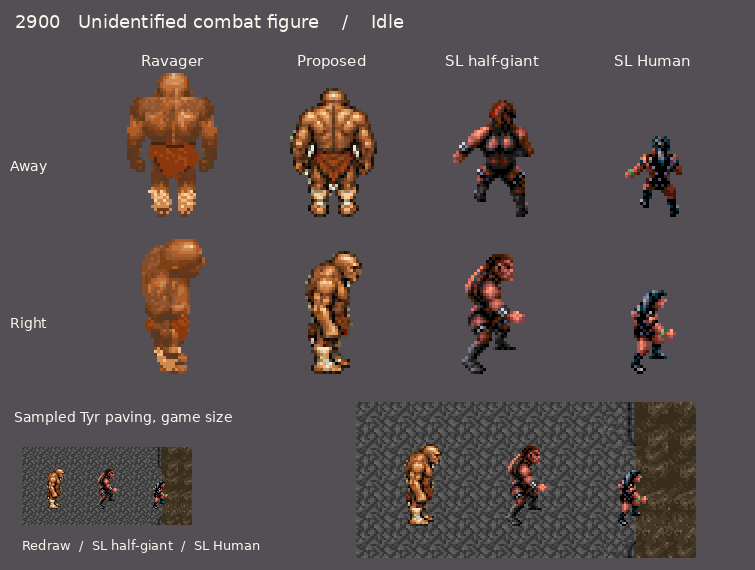 2900 Unidentified combat figure / Idle
Ravager Proposed SL half-giant SL Human
Away
Right
Sampled Tyr paving, game size
Redraw / SL half-giant / SL Human